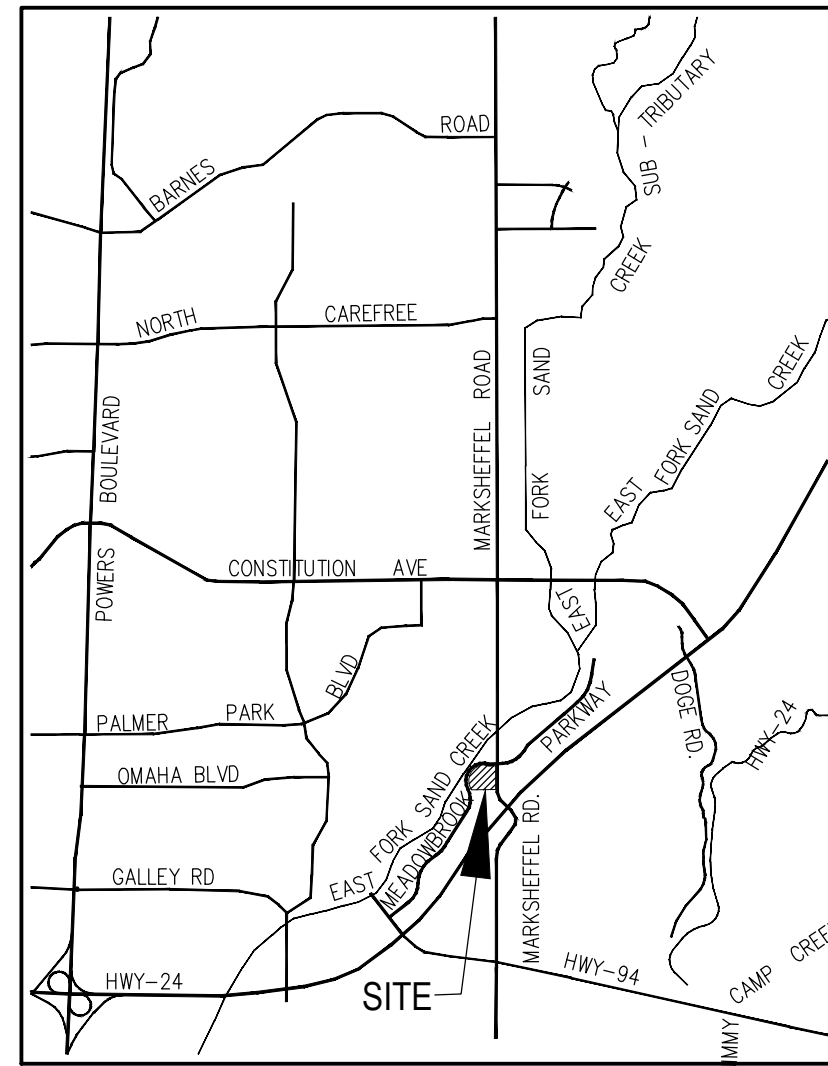 ROAD
BARNES
SUB - TRIBUTARY
CREEK
NORTH
CAREFREE
MARKSHEFFEL ROAD
FORK SAND
BOULEVARD
POWERS
EAST FORK SAND CREEK
CONSTITUTION AVE
EAST
BLVD
PALMER PARK
PARKWAY
DOGE RD.
HWY-24
OMAHA BLVD
EAST FORK SAND CREEK
MEADOWBROOK
MARKSHEFFEL RD.
GALLEY RD
HWY-24
SITE
HWY-94
IMMY CAMP CREE